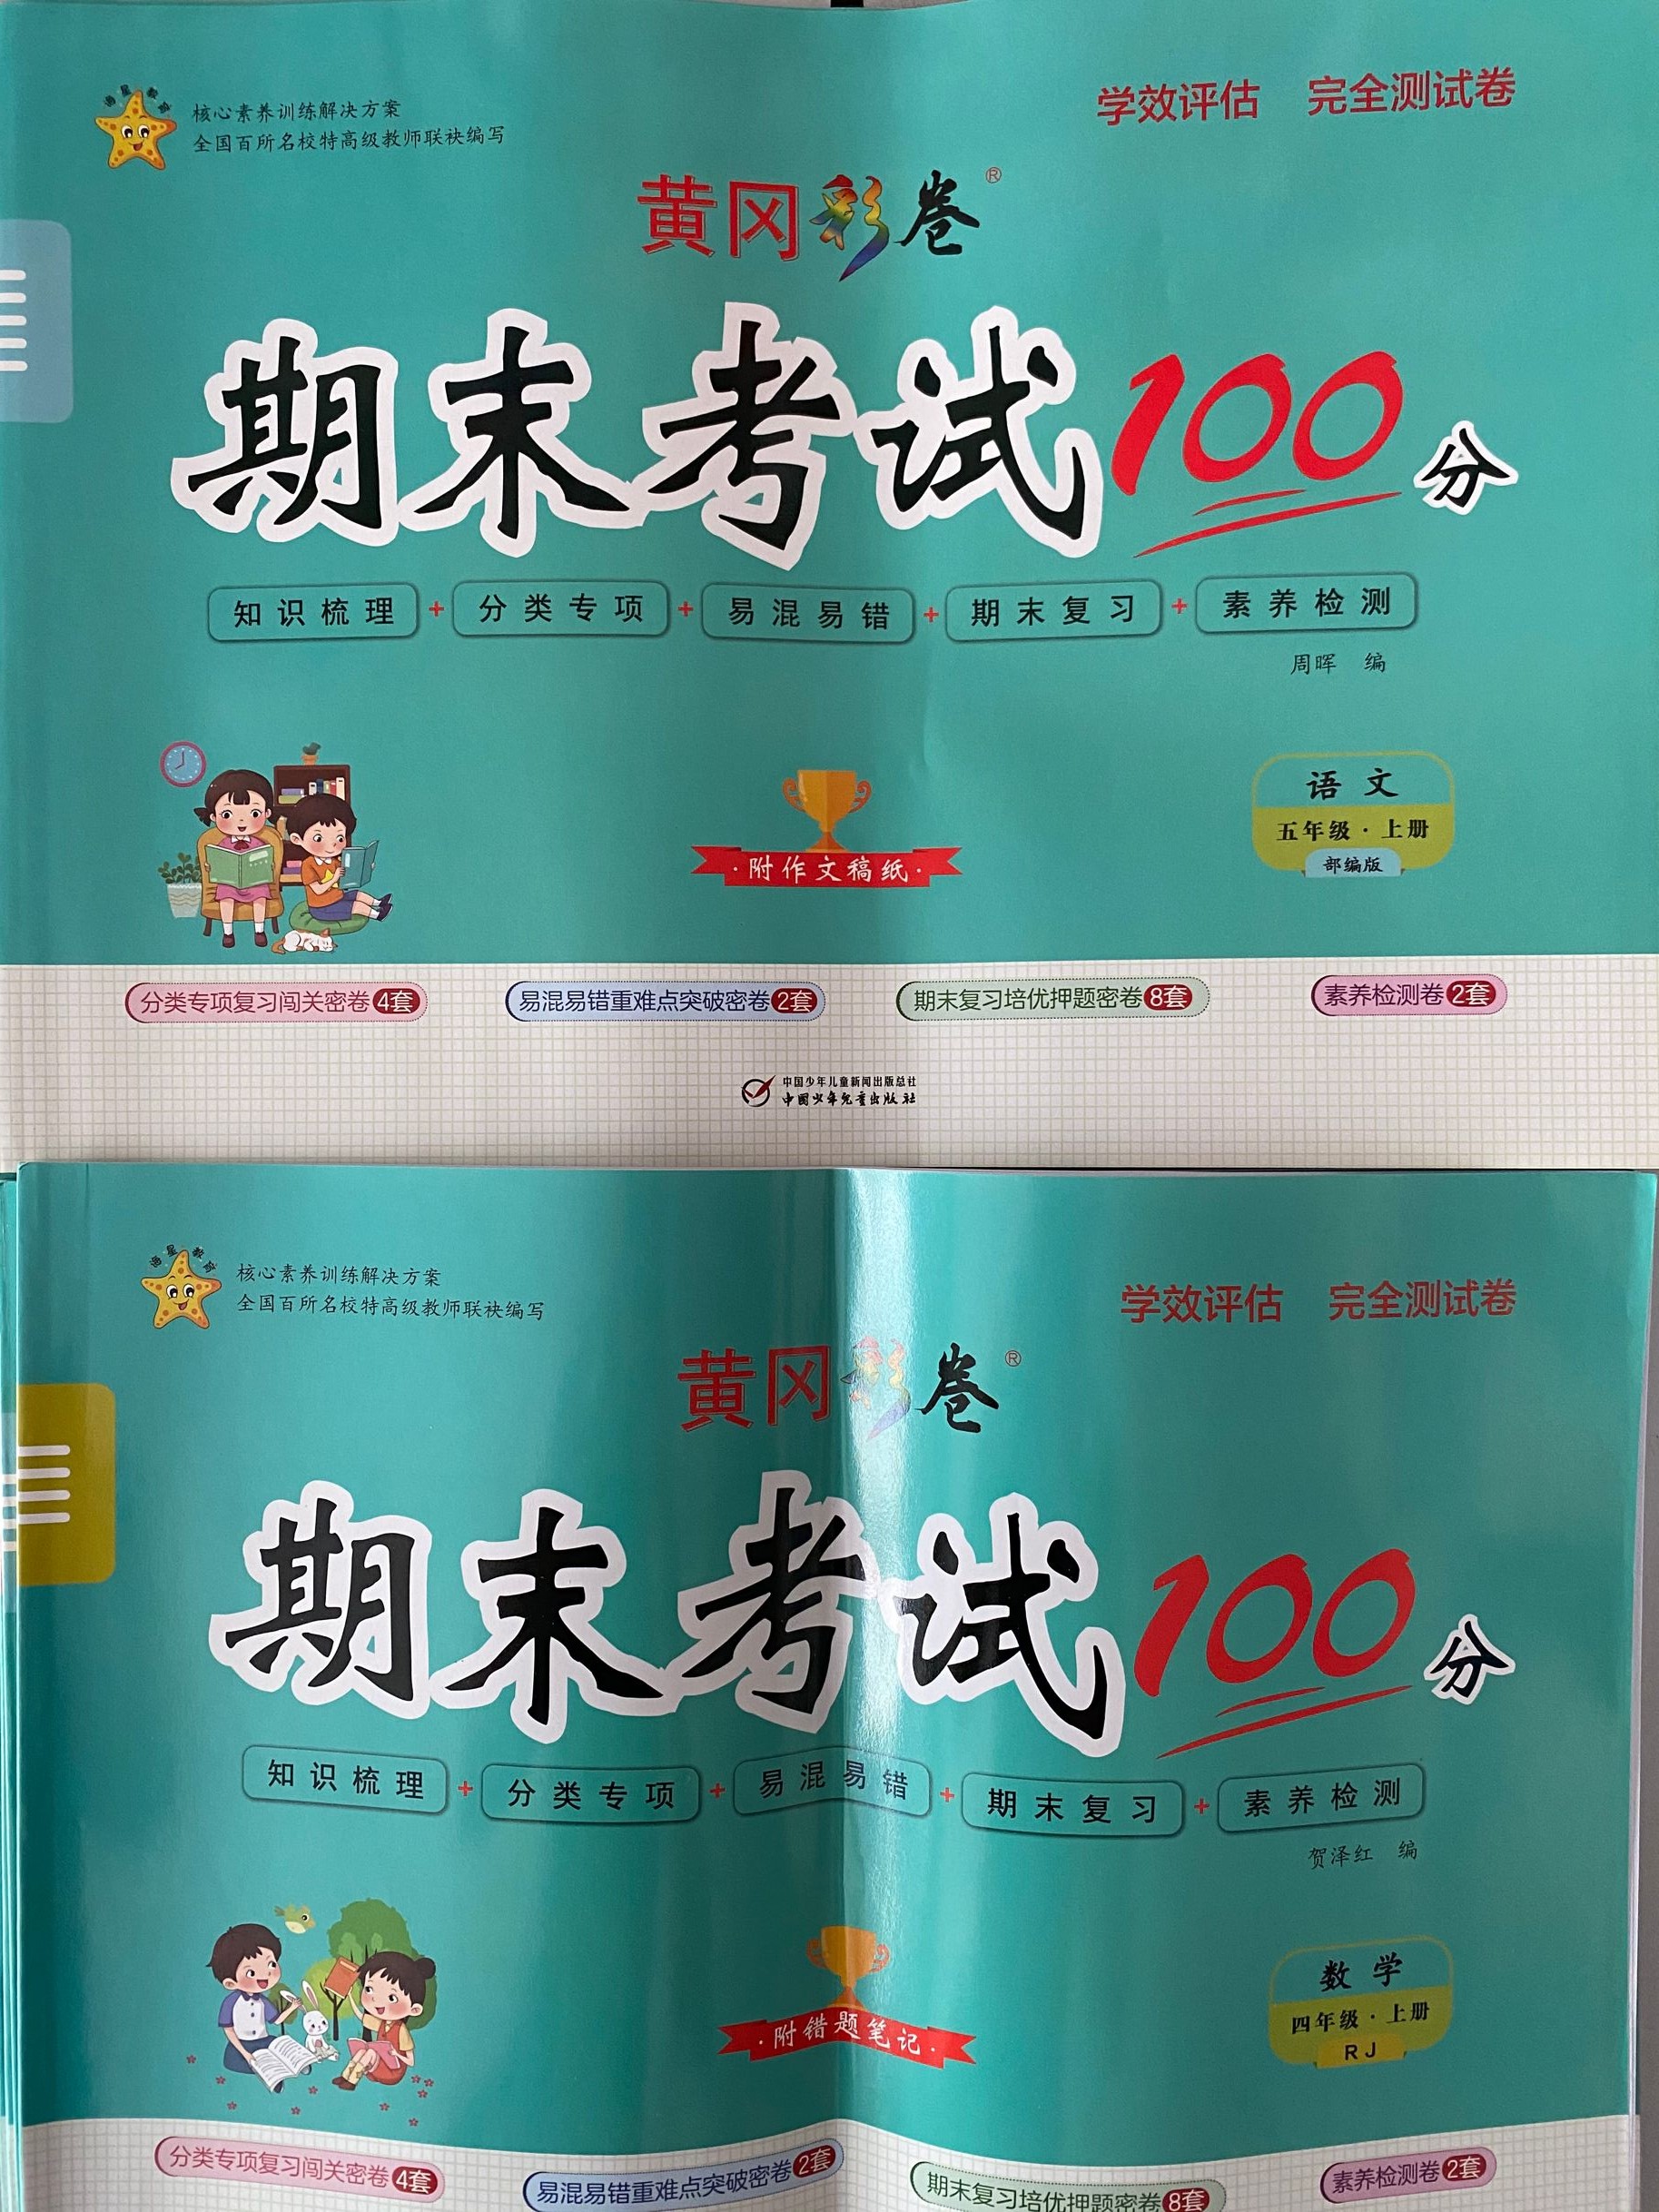 海星教育
核心素养训练解决方案
全国百所名校特高级教师联袂编写
学效评估 完全测试卷
黄冈彩卷®
期末考试100分
知识梳理+分类专项+易混易错+期末复习+素养检测
周晖 编
语文
五年级·上册
部编版
·附作文稿纸·
分类专项复习闯关密卷4套 易混易错重难点突破密卷2套 期末复习培优押题密卷8套 素养检测卷2套
中国少年儿童新闻出版总社
中国少年儿童出版社
海星教育
核心素养训练解决方案
全国百所名校特高级教师联袂编写
学效评估 完全测试卷
黄冈彩卷®
期末考试100分
知识梳理+分类专项+易混易错+期末复习+素养检测
贺泽红 编
数学
四年级·上册
RJ
·附错题笔记·
分类专项复习闯关密卷4套 易混易错重难点突破密卷2套 期末复习培优押题密卷8套 素养检测卷2套